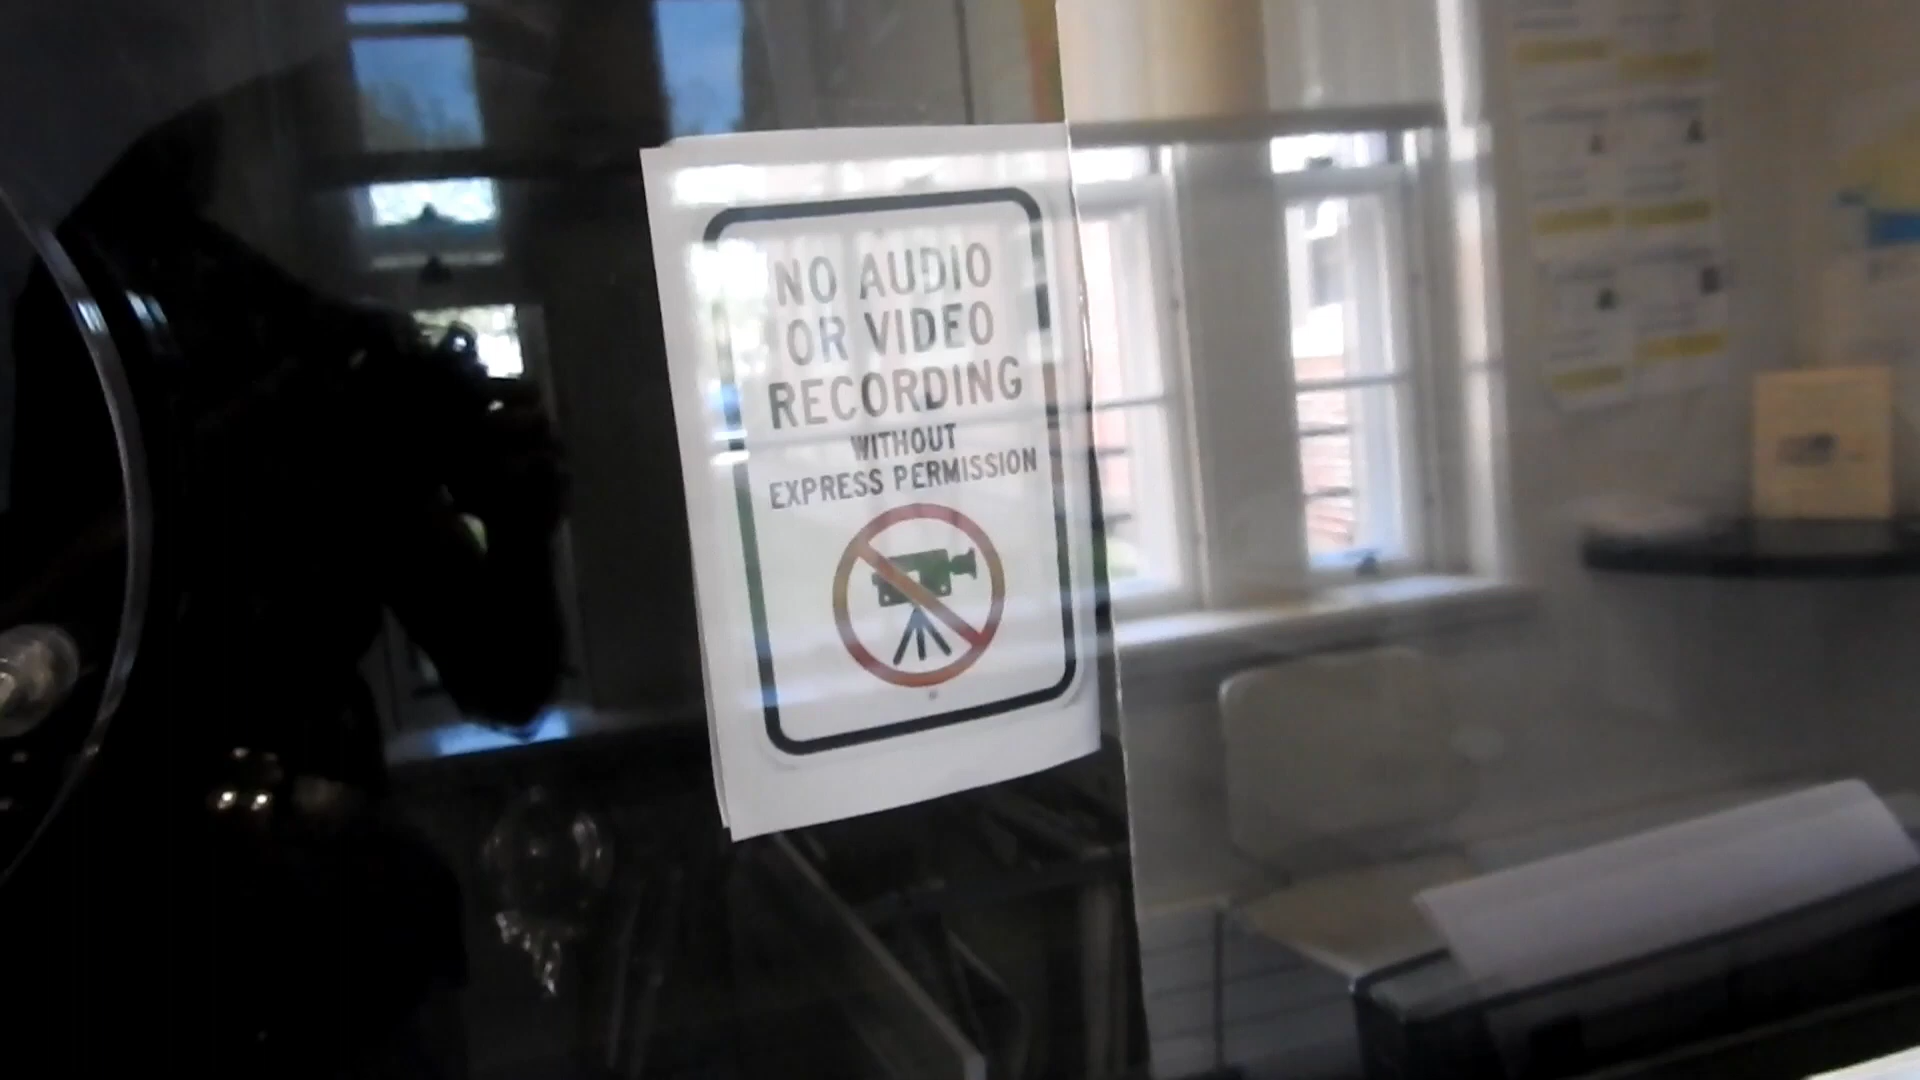 NO AUDIO
OR VIDEO
RECORDING
WITHOUT
EXPRESS PERMISSION